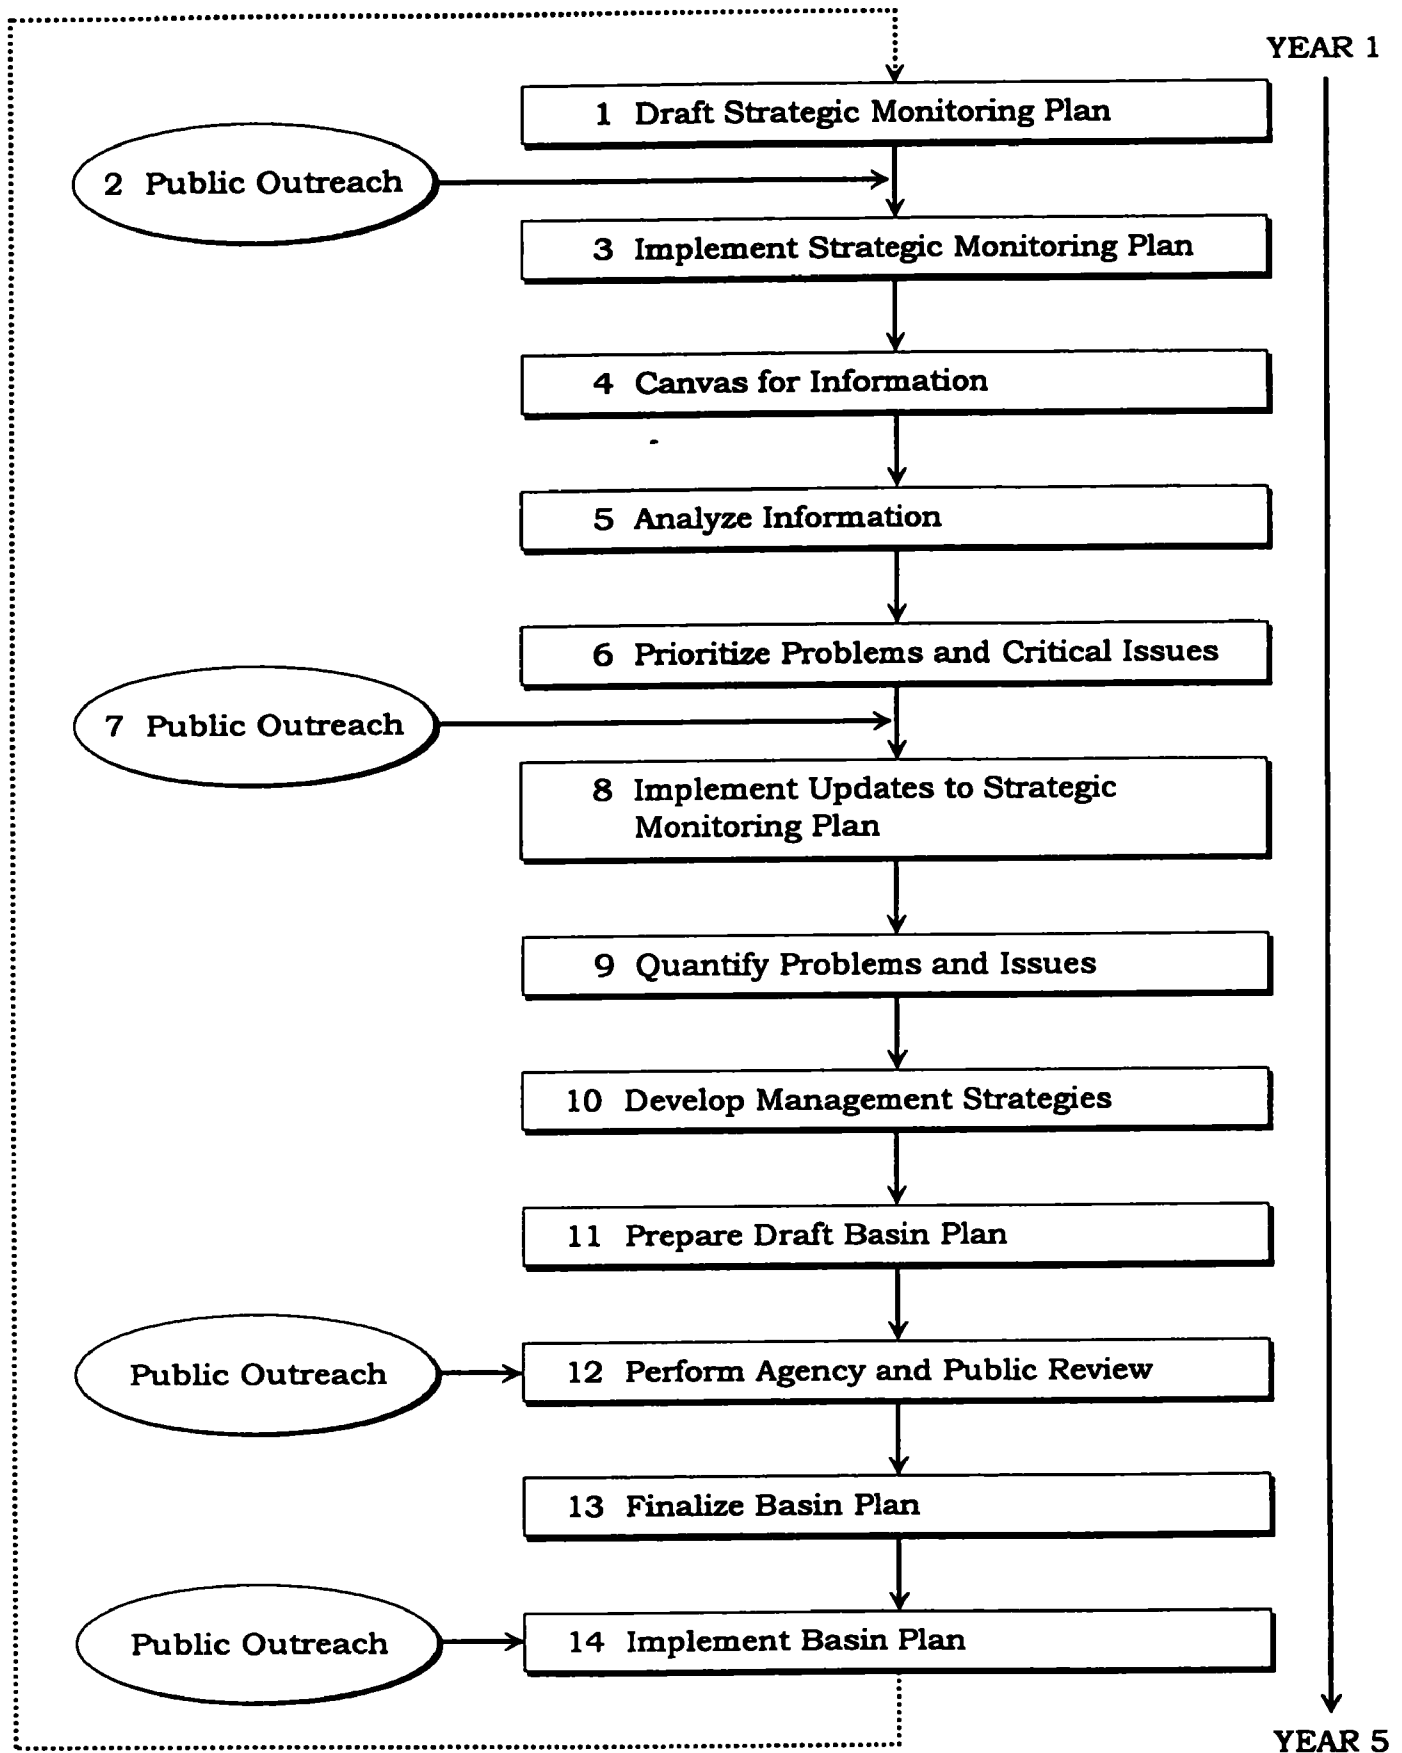 YEAR 1
1 Draft Strategic Monitoring Plan
2 Public Outreach
3 Implement Strategic Monitoring Plan
4 Canvas for Information
5 Analyze Information
6 Prioritize Problems and Critical Issues
7 Public Outreach
8 Implement Updates to Strategic
Monitoring Plan
9 Quantify Problems and Issues
10 Develop Management Strategies
11 Prepare Draft Basin Plan
Public Outreach
12 Perform Agency and Public Review
13 Finalize Basin Plan
Public Outreach
14 Implement Basin Plan
YEAR 5